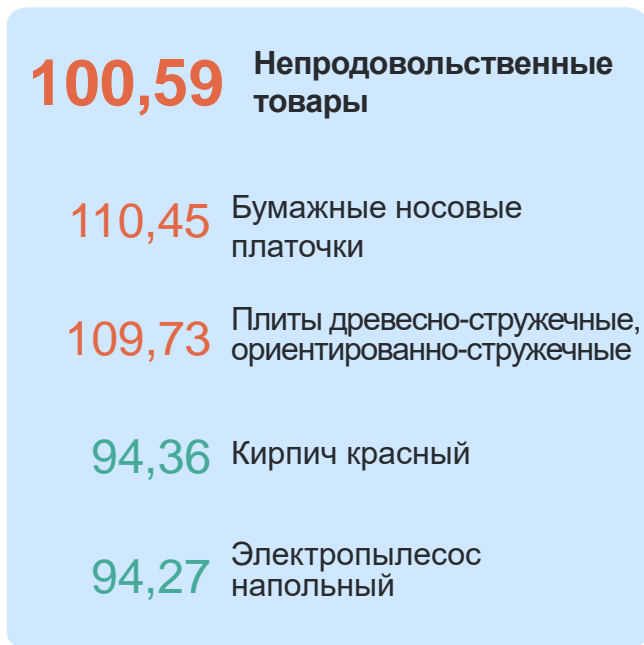 100,59 Непродовольственные
товары
110,45 Бумажные носовые
платочки
109,73 Плиты древесно-стружечные,
ориентированно-стружечные
94,36 Кирпич красный
94,27 Электропылесос
напольный